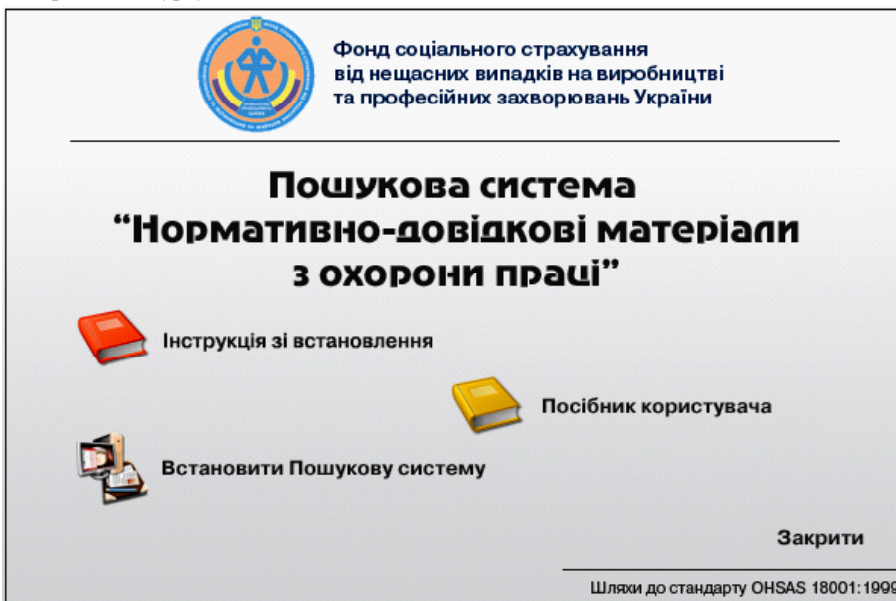 Фонд соціального страхування
від нещасних випадків на виробництві
та професійних захворювань України
Пошукова система
“Нормативно-довідкові матеріали
з охорони праці”
Інструкція зі встановлення
Посібник користувача
Встановити Пошукову систему
Закрити
Шляхи до стандарту OHSAS 18001:1999